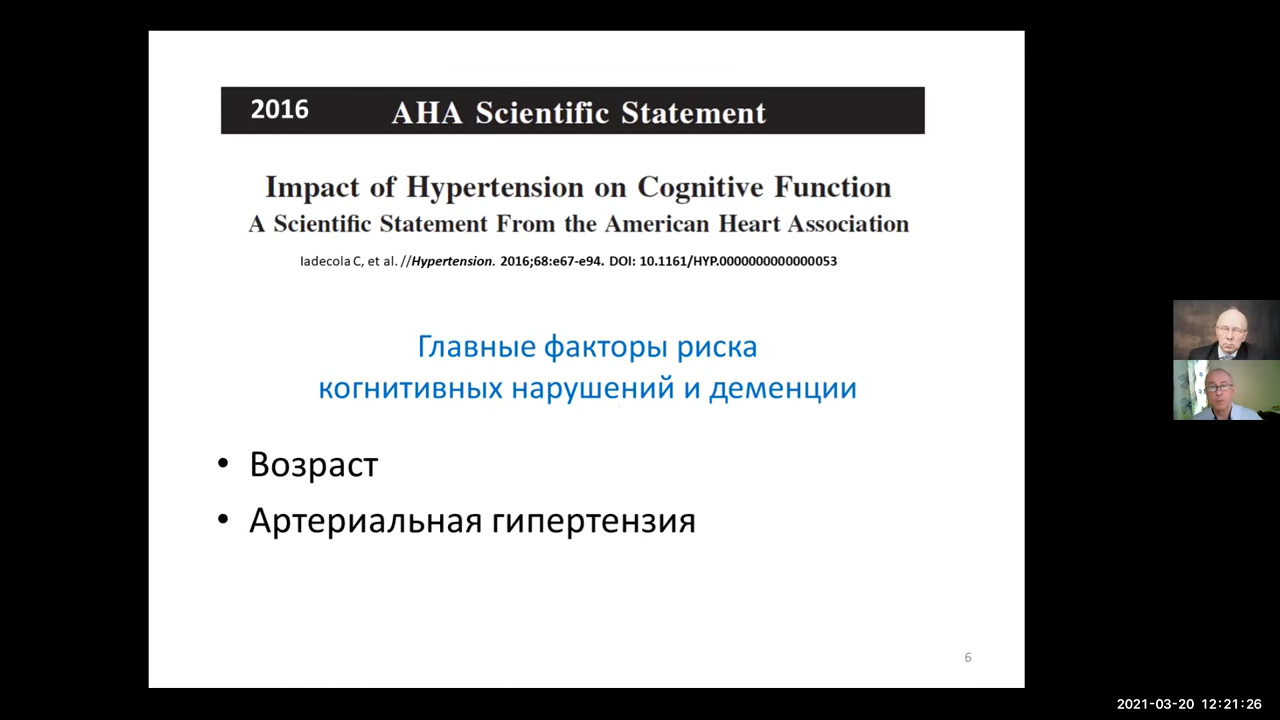 2016 AHA Scientific Statement
Impact of Hypertension on Cognitive Function
A Scientific Statement From the American Heart Association
Iadecola C, et al. //Hypertension. 2016;68:e67-e94. DOI: 10.1161/HYP.0000000000000053
Главные факторы риска
когнитивных нарушений и деменции
• Возраст
• Артериальная гипертензия
6
2021-03-20 12:21:26